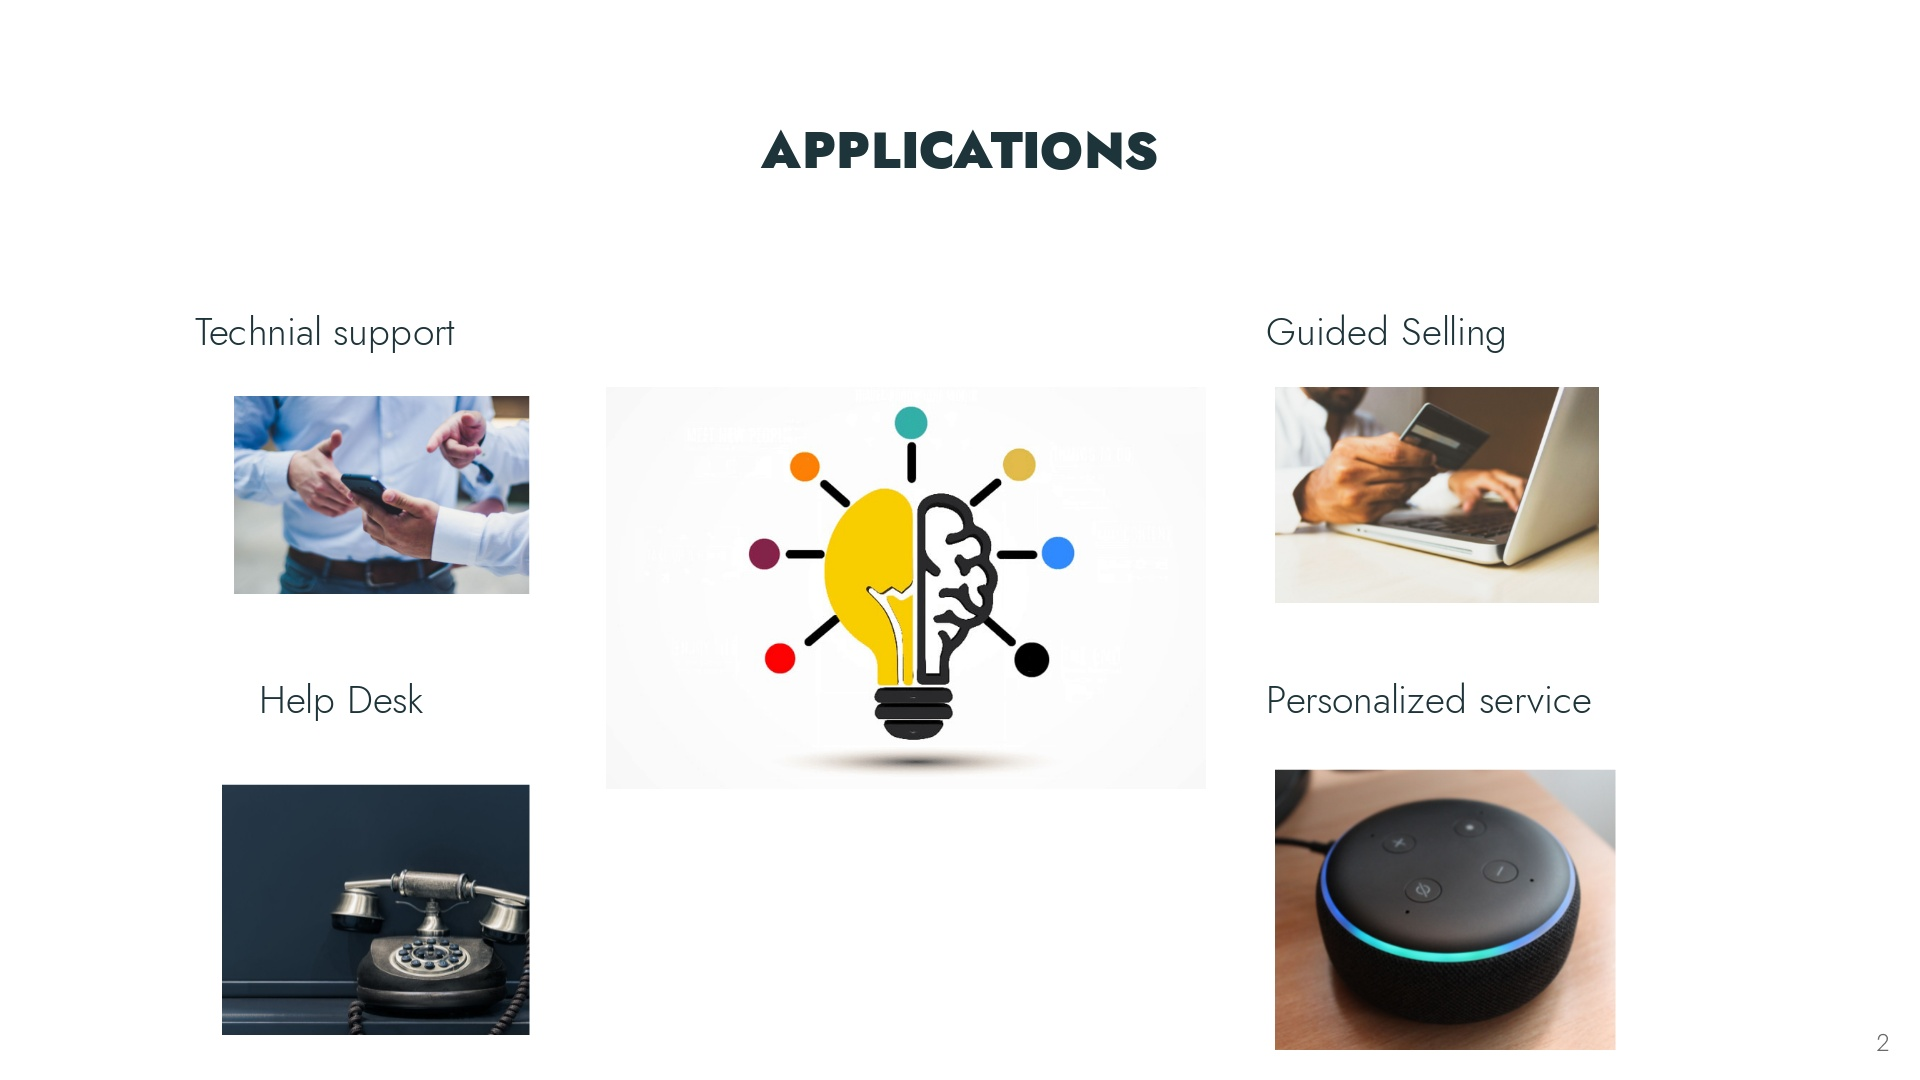 APPLICATIONS
Technial support
Guided Selling
Help Desk
Personalized service
2